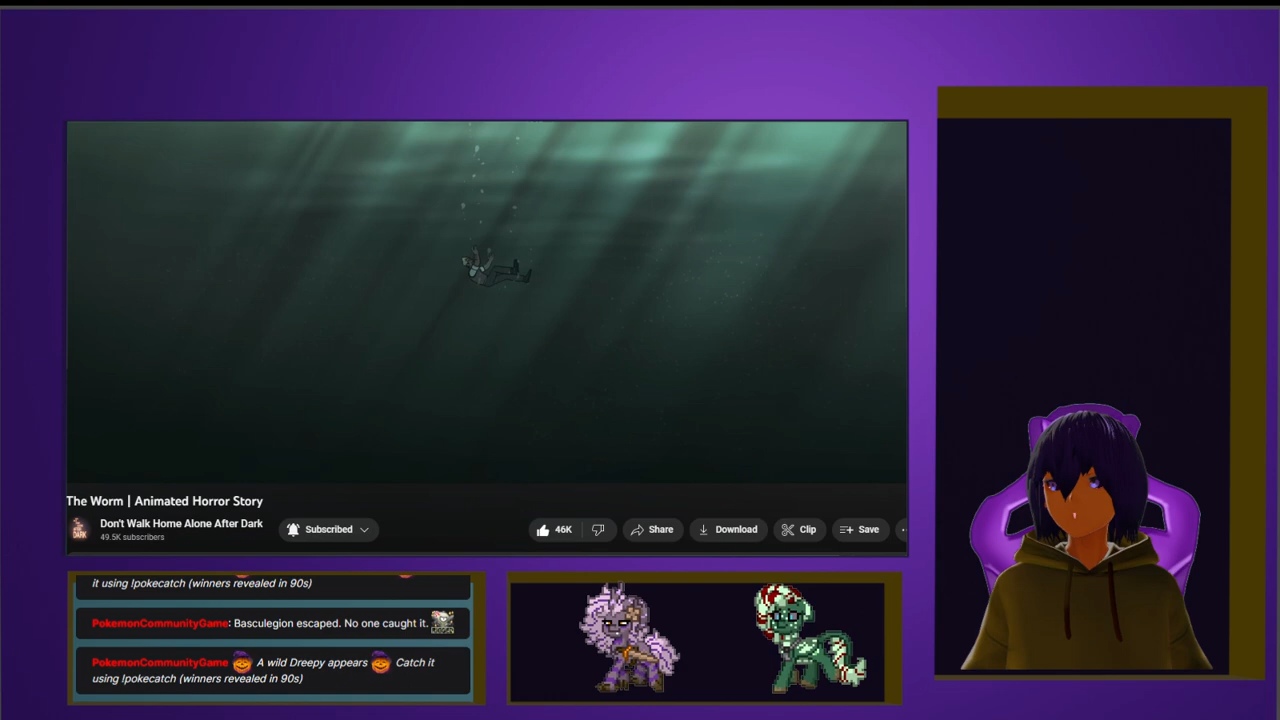 The Worm | Animated Horror Story
Don't Walk Home Alone After Dark
49.5K subscribers
Subscribed
46K
Share
Download
Clip
Save
it using !pokecatch (winners revealed in 90s)
PokemonCommunityGame: Basculegion escaped. No one caught it.
PokemonCommunityGame A wild Dreepy appears Catch it
using !pokecatch (winners revealed in 90s)